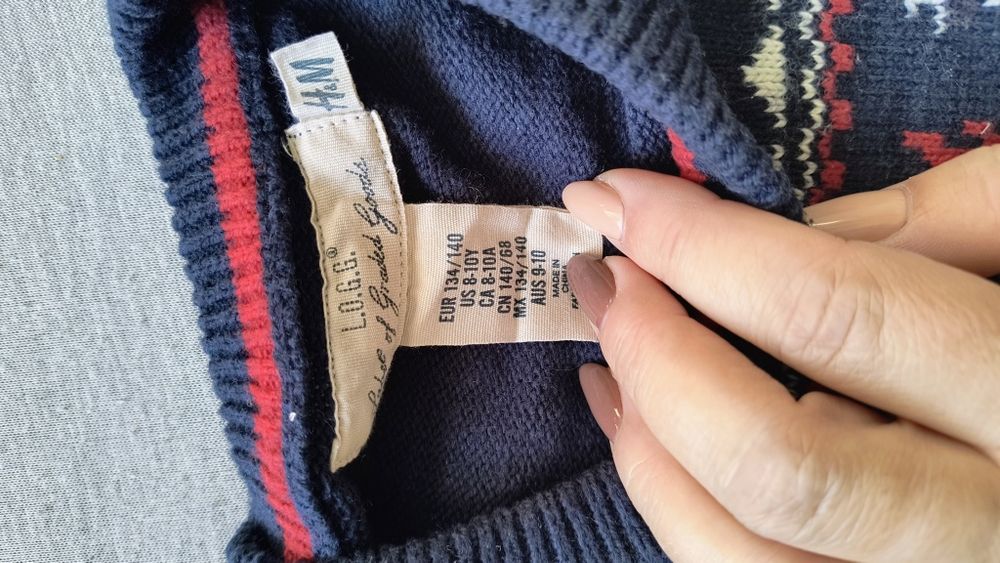 H&M
L.O.G.G.®
of Graded Goods
EUR 134/140
US 8-10Y
CA 8-10A
CN 140/68
MX 134/140
AUS 9-10
MADE IN
CHINA